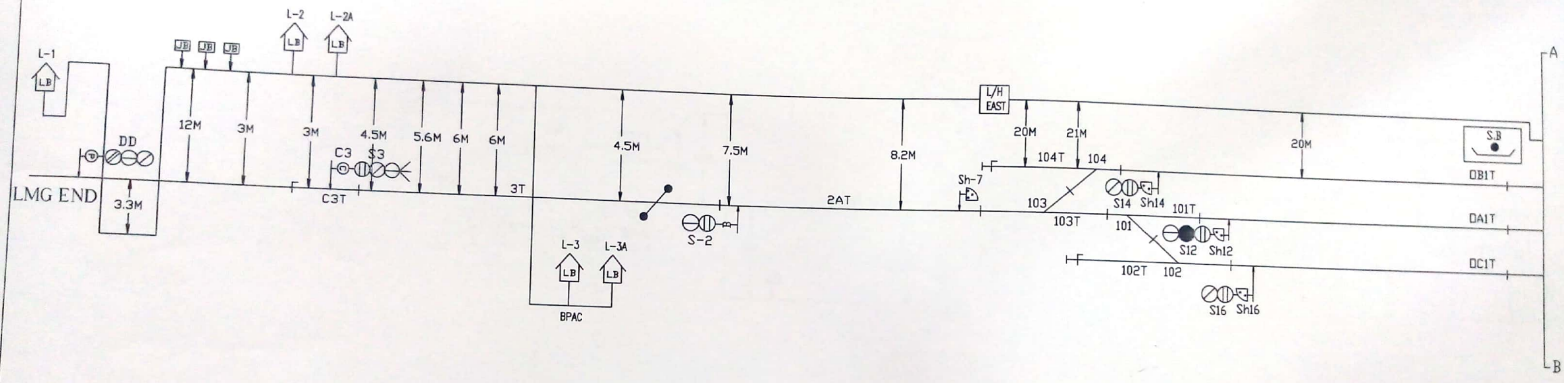 L-1
LB
JB JB JB
L-2
LB
L-2A
LB
DD
D
LMG END
3.3M
12M
3M
3M
4.5M
5.6M
6M
6M
C3
C
S3
C3T
3T
4.5M
7.5M
8.2M
L-3
LB
L-3A
LB
BPAC
S-2
2AT
L/H
EAST
Sh-7
20M
21M
20M
104T
104
103
103T
S14
Sh14
101
101T
S12
Sh12
102T
102
S16
Sh16
S.B
OB1T
OA1T
OC1T
A
B